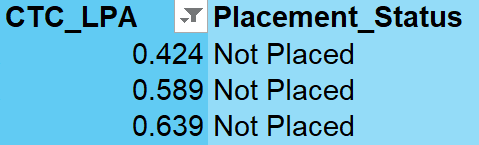 CTC_LPA Placement_Status
0.424 Not Placed
0.589 Not Placed
0.639 Not Placed